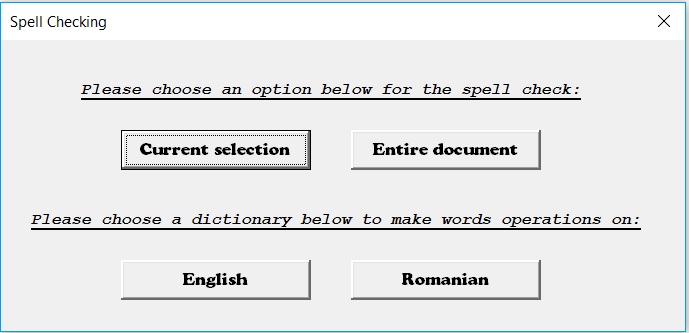 Spell Checking
Please choose an option below for the spell check:
Current selection Entire document
Please choose a dictionary below to make words operations on:
English Romanian